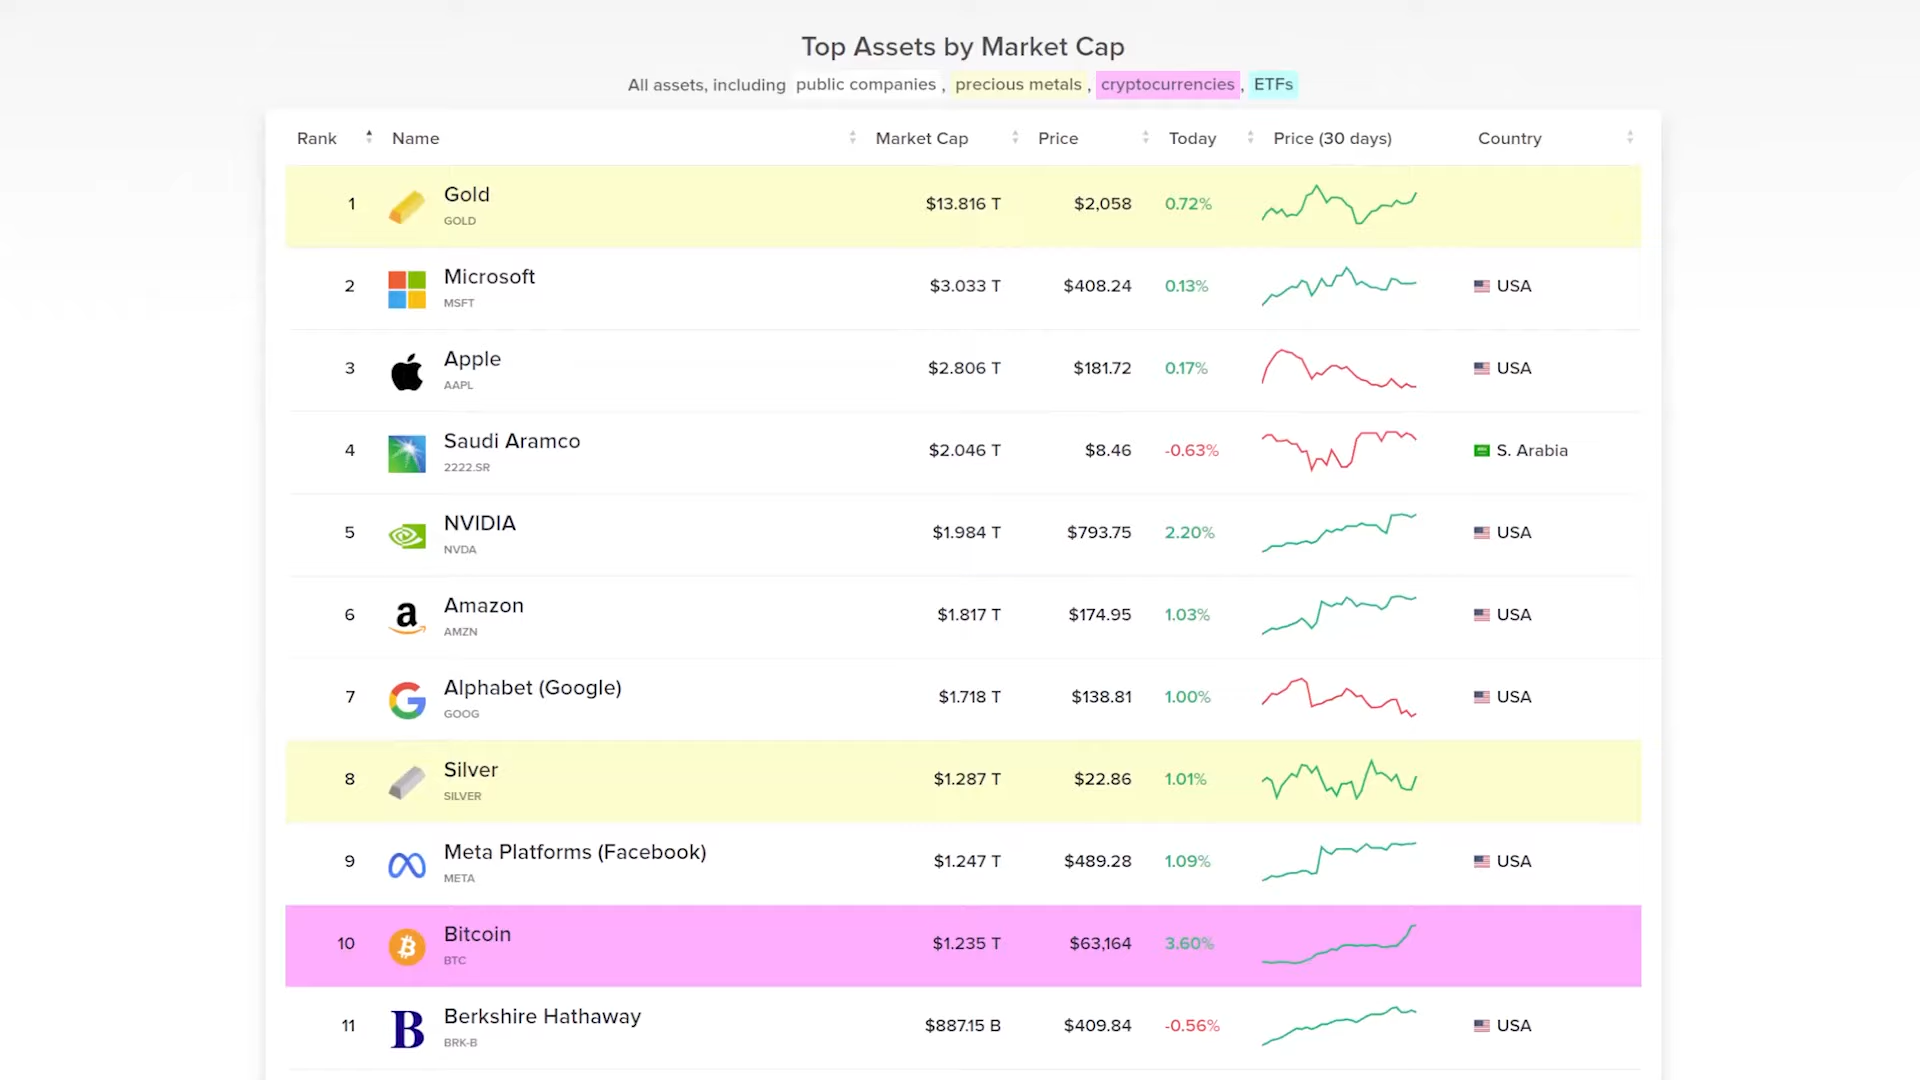 Top Assets by Market Cap
All assets, including public companies , precious metals , cryptocurrencies , ETFs
Rank Name Market Cap Price Today Price (30 days) Country
1 Gold $13.816 T $2,058 0.72%
GOLD
2 Microsoft $3.033 T $408.24 0.13% USA
MSFT
3 Apple $2.806 T $181.72 0.17% USA
AAPL
4 Saudi Aramco $2.046 T $8.46 -0.63% S. Arabia
2222.SR
5 NVIDIA $1.984 T $793.75 2.20% USA
NVDA
6 Amazon $1.817 T $174.95 1.03% USA
AMZN
7 Alphabet (Google) $1.718 T $138.81 1.00% USA
GOOG
8 Silver $1.287 T $22.86 1.01%
SILVER
9 Meta Platforms (Facebook) $1.247 T $489.28 1.09% USA
META
10 Bitcoin $1.235 T $63,164 3.60%
BTC
11 Berkshire Hathaway $887.15 B $409.84 -0.56% USA
BRK-B